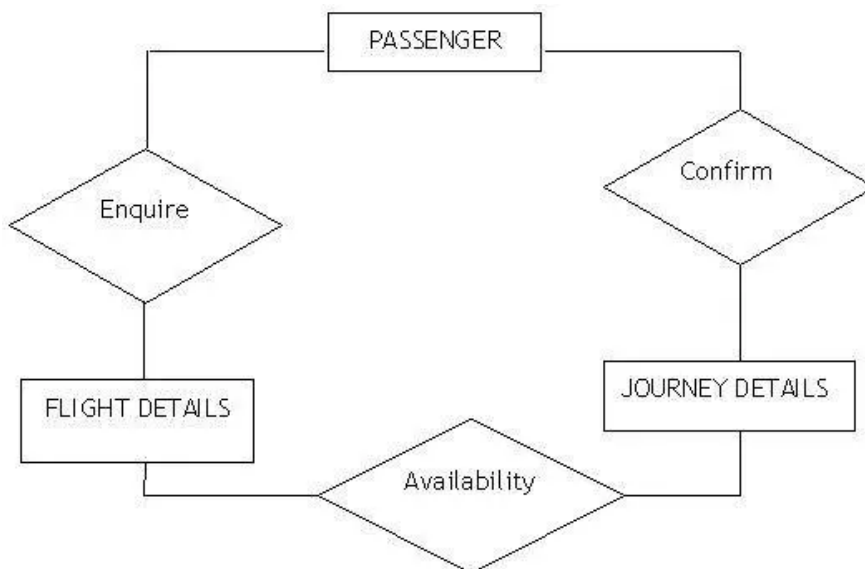 PASSENGER
Confirm
Enquire
JOURNEY DETAILS
FLIGHT DETAILS
Availability